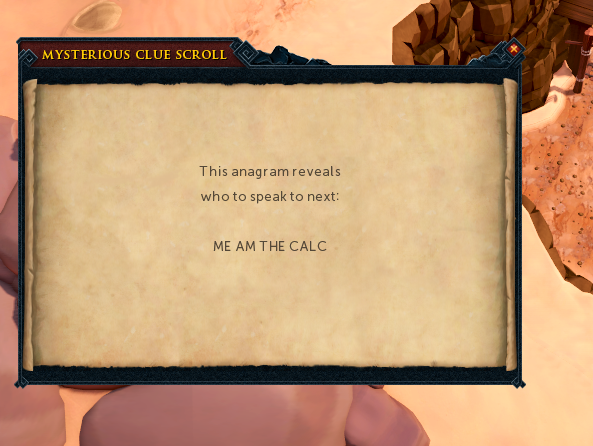 MYSTERIOUS CLUE SCROLL
This anagram reveals
who to speak to next:
ME AM THE CALC